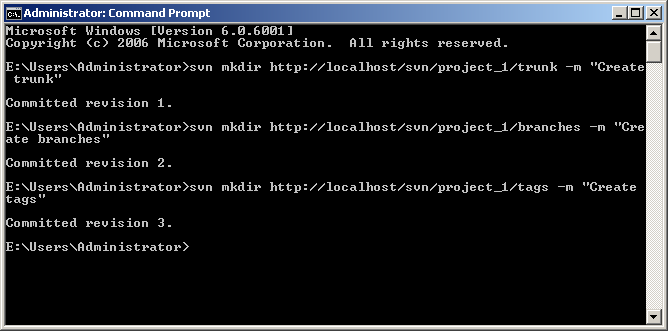 Administrator: Command Prompt
Microsoft Windows [Version 6.0.6001]
Copyright (c) 2006 Microsoft Corporation.  All rights reserved.
E:\Users\Administrator>svn mkdir http://localhost/svn/project_1/trunk -m "Create
 trunk"
Committed revision 1.
E:\Users\Administrator>svn mkdir http://localhost/svn/project_1/branches -m "Cre
ate branches"
Committed revision 2.
E:\Users\Administrator>svn mkdir http://localhost/svn/project_1/tags -m "Create
tags"
Committed revision 3.
E:\Users\Administrator>